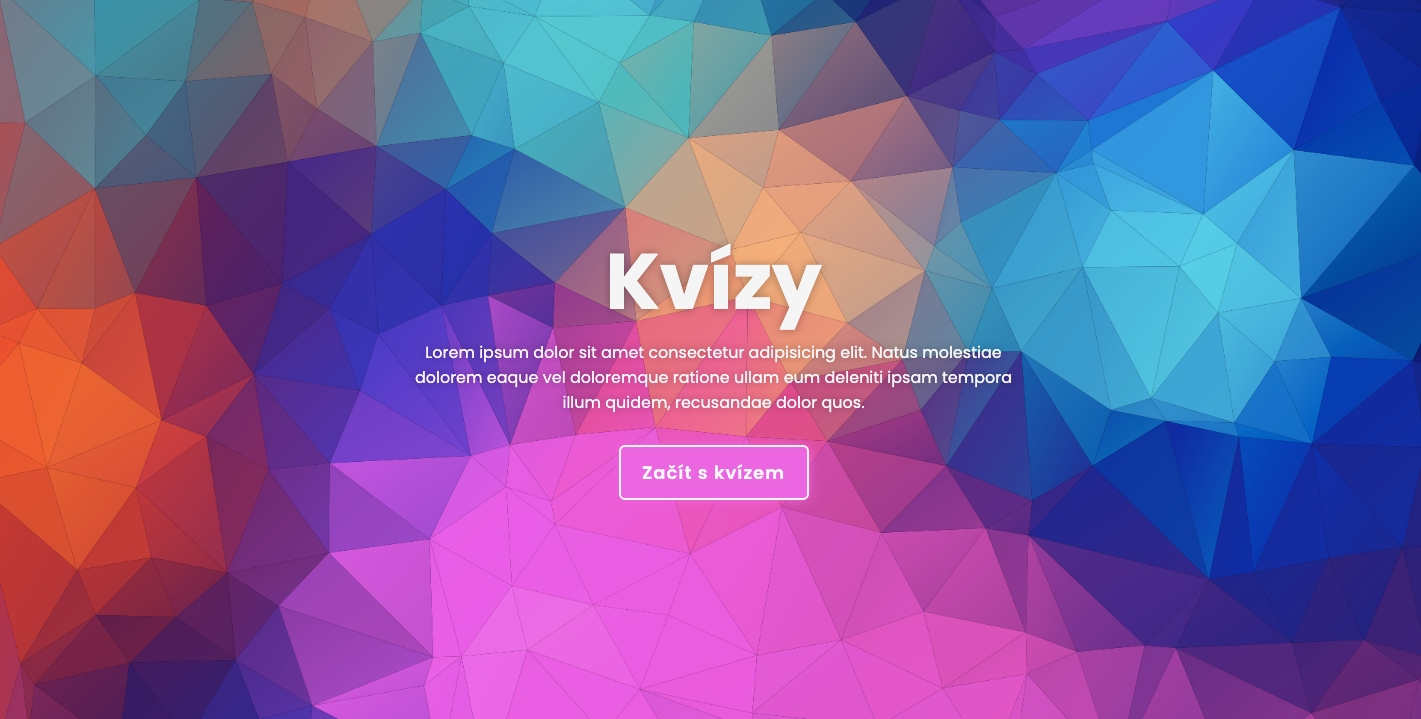 Kvízy
Lorem ipsum dolor sit amet consectetur adipisicing elit. Natus molestiae
dolorem eaque vel doloremque ratione ullam eum deleniti ipsam tempora
illum quidem, recusandae dolor quos.
Začít s kvízem